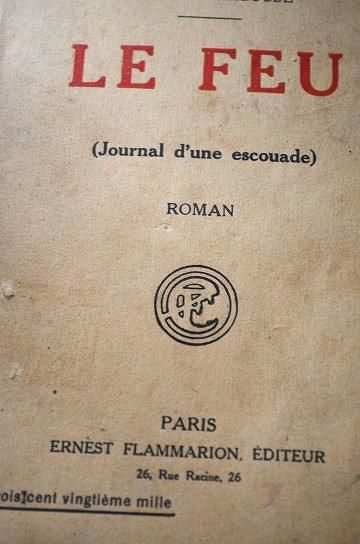 LE FEU
(Journal d'une escouade)
ROMAN
PARIS
ERNEST FLAMMARION, ÉDITEUR
26, Rue Racine, 26
cent vingtième mille